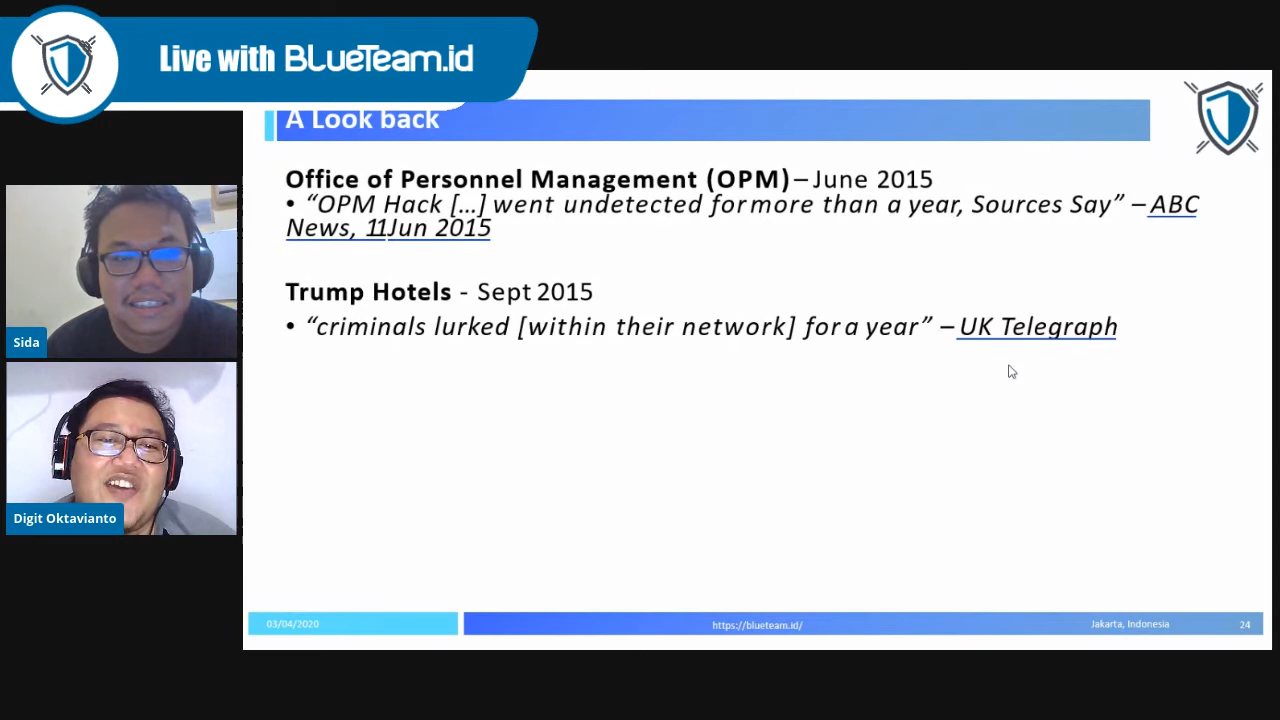 Live with BLUETeam.id
A Look back
Office of Personnel Management (OPM) – June 2015
• “OPM Hack [...] went undetected for more than a year, Sources Say” – ABC
News, 11 Jun 2015
Trump Hotels - Sept 2015
• “criminals lurked [within their network] for a year” – UK Telegraph
Sida
Digit Oktavianto
03/04/2020
https://blueteam.id/
Jakarta, Indonesia
24